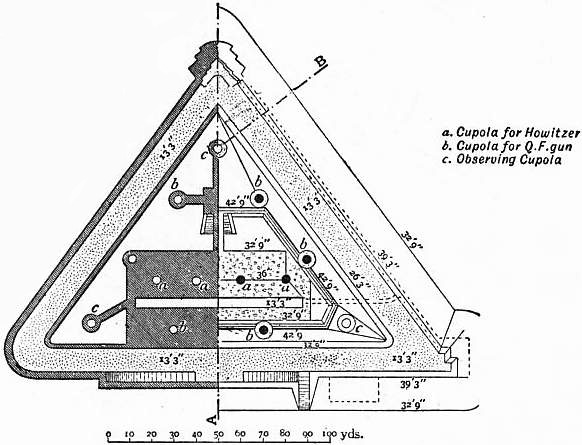 B
a. Cupola for Howitzer
b. Cupola for Q.F. gun
c. Observing Cupola
13'3"
c
b
b
42'9"
13'3"
32'9"
32'9"
b
39'3"
36'
42'9"
26'3"
a
a
a
a
13'3"
32'9"
c
c
b
b
42'9
12'9"
13'3"
13'3"
39'3"
32'9"
A
0 10 20 30 40 50 60 70 80 90 100 yds.